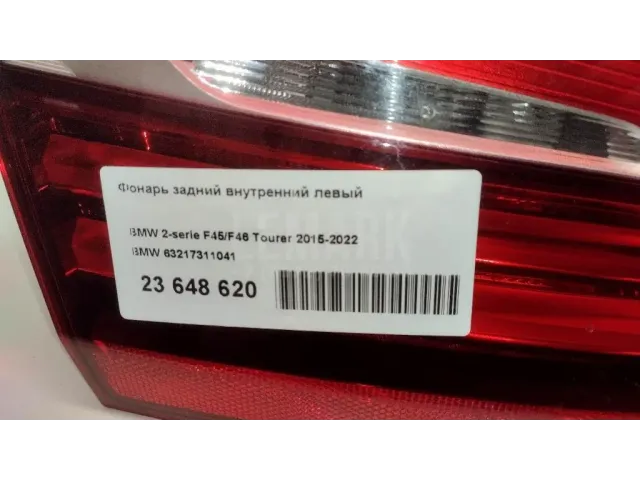 Фонарь задний внутренний левый
BMW 2-serie F45/F46 Tourer 2015-2022
BMW 63217311041
23 648 620